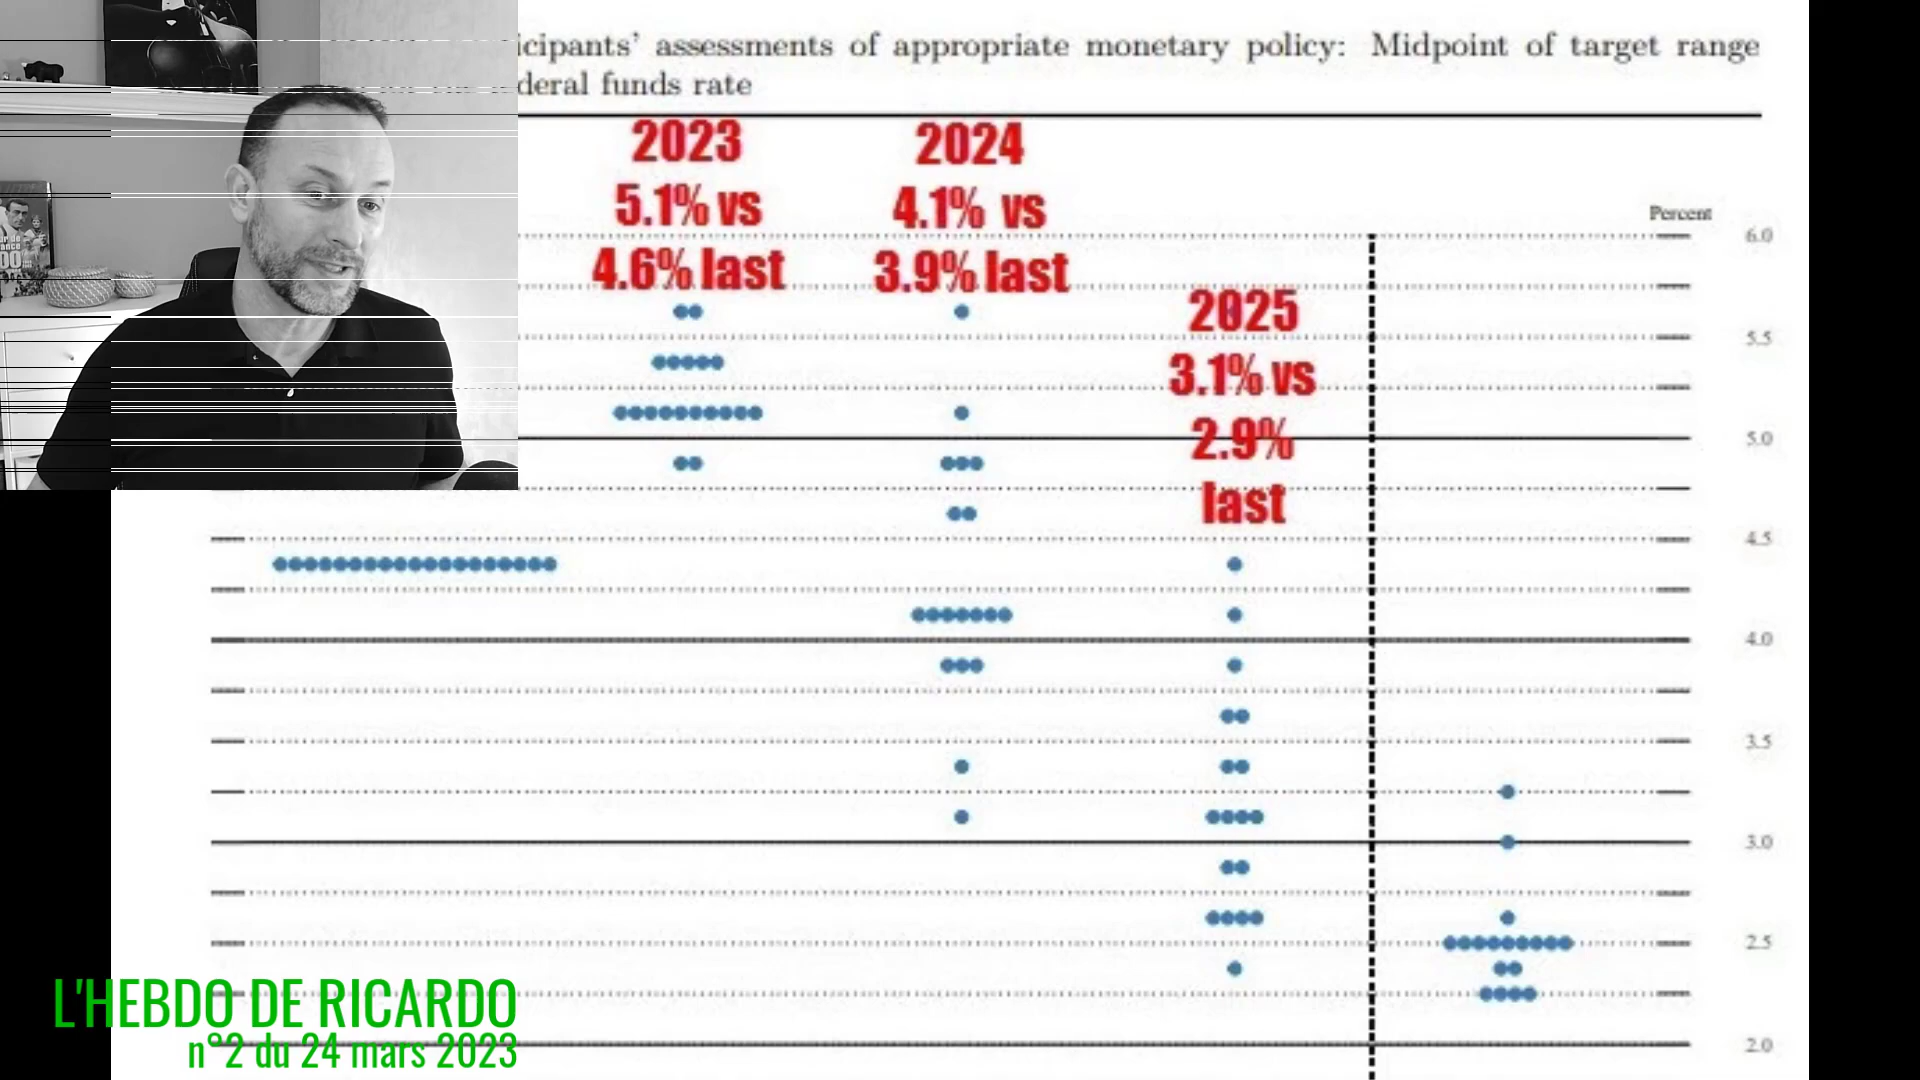 icipants’ assessments of appropriate monetary policy: Midpoint of target range
deral funds rate
2023
5.1% vs
4.6% last
2024
4.1% vs
3.9% last
2025
3.1% vs
2.9%
last
Percent
6.0
5.5
5.0
4.5
4.0
3.5
3.0
2.5
2.0
L'HEBDO DE RICARDO
n°2 du 24 mars 2023